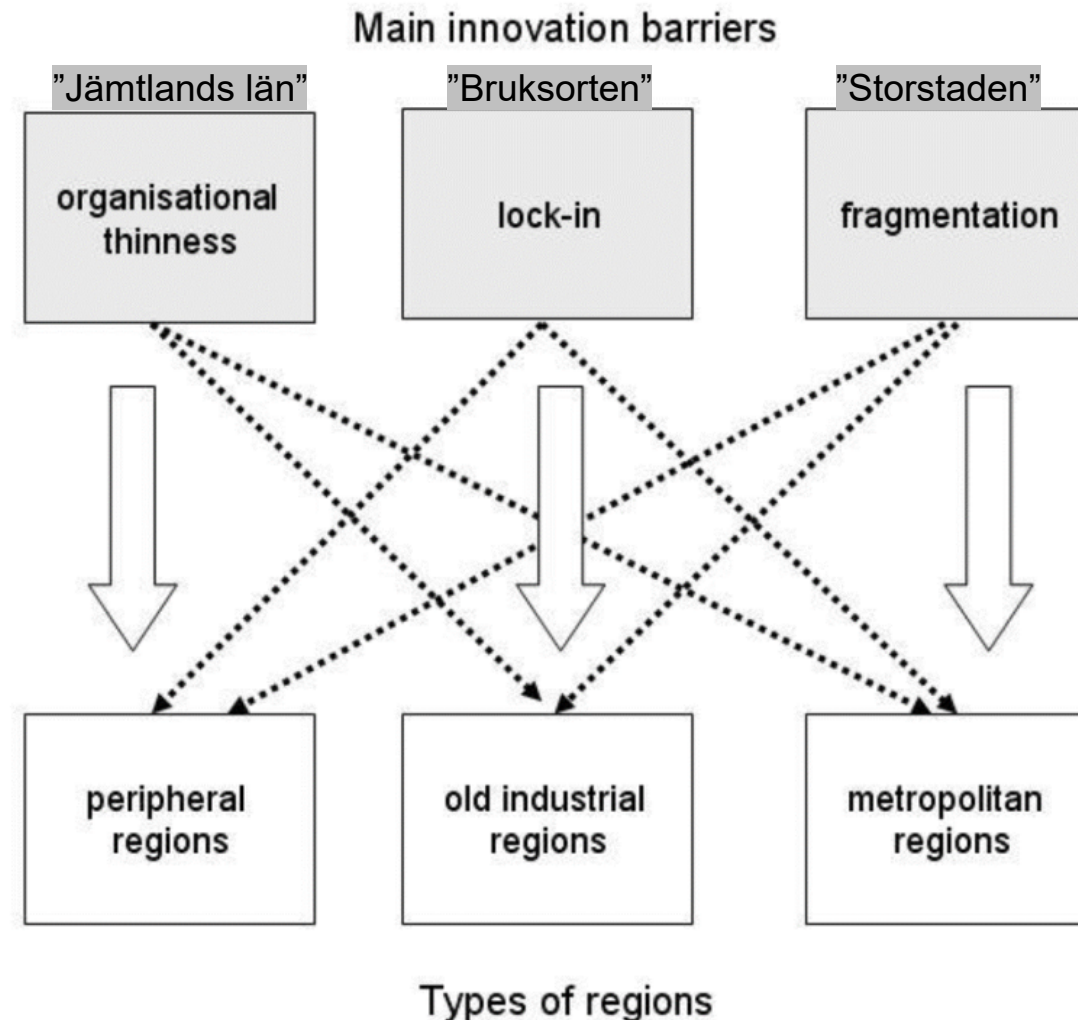 Main innovation barriers
”Jämtlands län”
”Bruksorten”
”Storstaden”
organisational
thinness
lock-in
fragmentation
peripheral
regions
old industrial
regions
metropolitan
regions
Types of regions